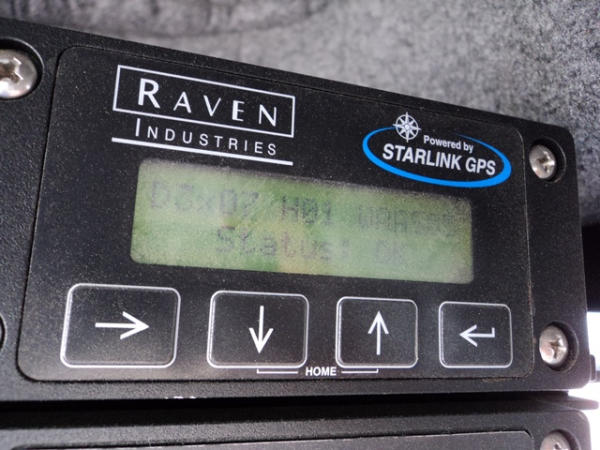 RAVEN
INDUSTRIES
Powered by
STARLINK GPS
Status: OK
HOME